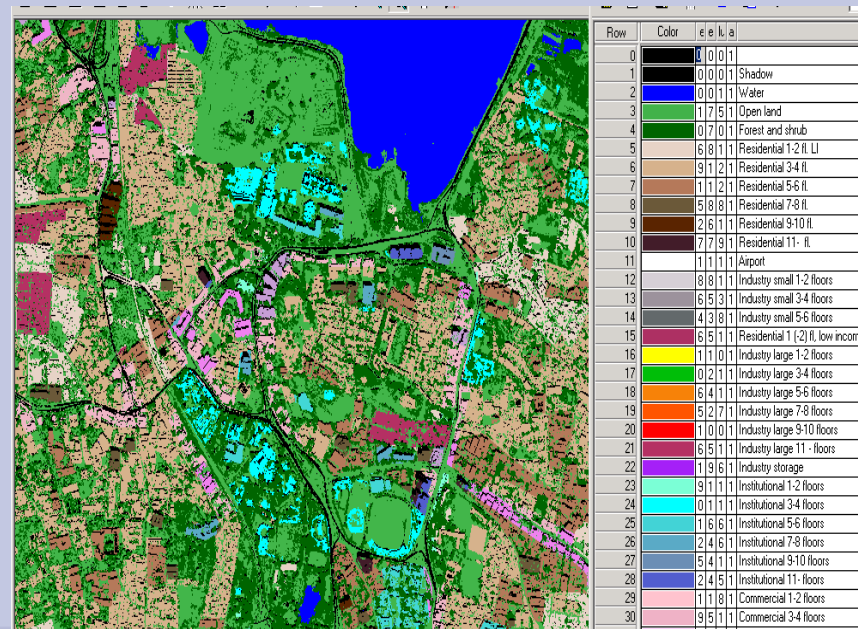 Row Color e e lu a
0 0 0 0 1
1 0 0 0 1 Shadow
2 0 0 1 1 Water
3 1 7 5 1 Open land
4 0 7 0 1 Forest and shrub
5 6 8 1 1 Residential 1-2 fl. LI
6 9 1 2 1 Residential 3-4 fl.
7 1 1 2 1 Residential 5-6 fl.
8 5 8 8 1 Residential 7-8 fl.
9 2 6 1 1 Residential 9-10 fl.
10 7 7 9 1 Residential 11- fl.
11 1 1 1 1 Airport
12 8 8 1 1 Industry small 1-2 floors
13 6 5 3 1 Industry small 3-4 floors
14 4 3 8 1 Industry small 5-6 floors
15 6 5 1 1 Residential 1 (-2) fl, low incom
16 1 1 0 1 Industry large 1-2 floors
17 0 2 1 1 Industry large 3-4 floors
18 6 4 1 1 Industry large 5-6 floors
19 5 2 7 1 Industry large 7-8 floors
20 1 0 0 1 Industry large 9-10 floors
21 6 5 1 1 Industry large 11 - floors
22 1 9 6 1 Industry storage
23 9 1 1 1 Institutional 1-2 floors
24 0 1 1 1 Institutional 3-4 floors
25 1 6 6 1 Institutional 5-6 floors
26 2 4 6 1 Institutional 7-8 floors
27 5 4 1 1 Institutional 9-10 floors
28 2 4 5 1 Institutional 11- floors
29 1 1 8 1 Commercial 1-2 floors
30 9 5 1 1 Commercial 3-4 floors